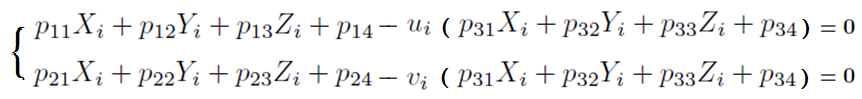 p₁₁Xᵢ + p₁₂Yᵢ + p₁₃Zᵢ + p₁₄ − uᵢ ( p₃₁Xᵢ + p₃₂Yᵢ + p₃₃Zᵢ + p₃₄ ) = 0
p₂₁Xᵢ + p₂₂Yᵢ + p₂₃Zᵢ + p₂₄ − vᵢ ( p₃₁Xᵢ + p₃₂Yᵢ + p₃₃Zᵢ + p₃₄ ) = 0